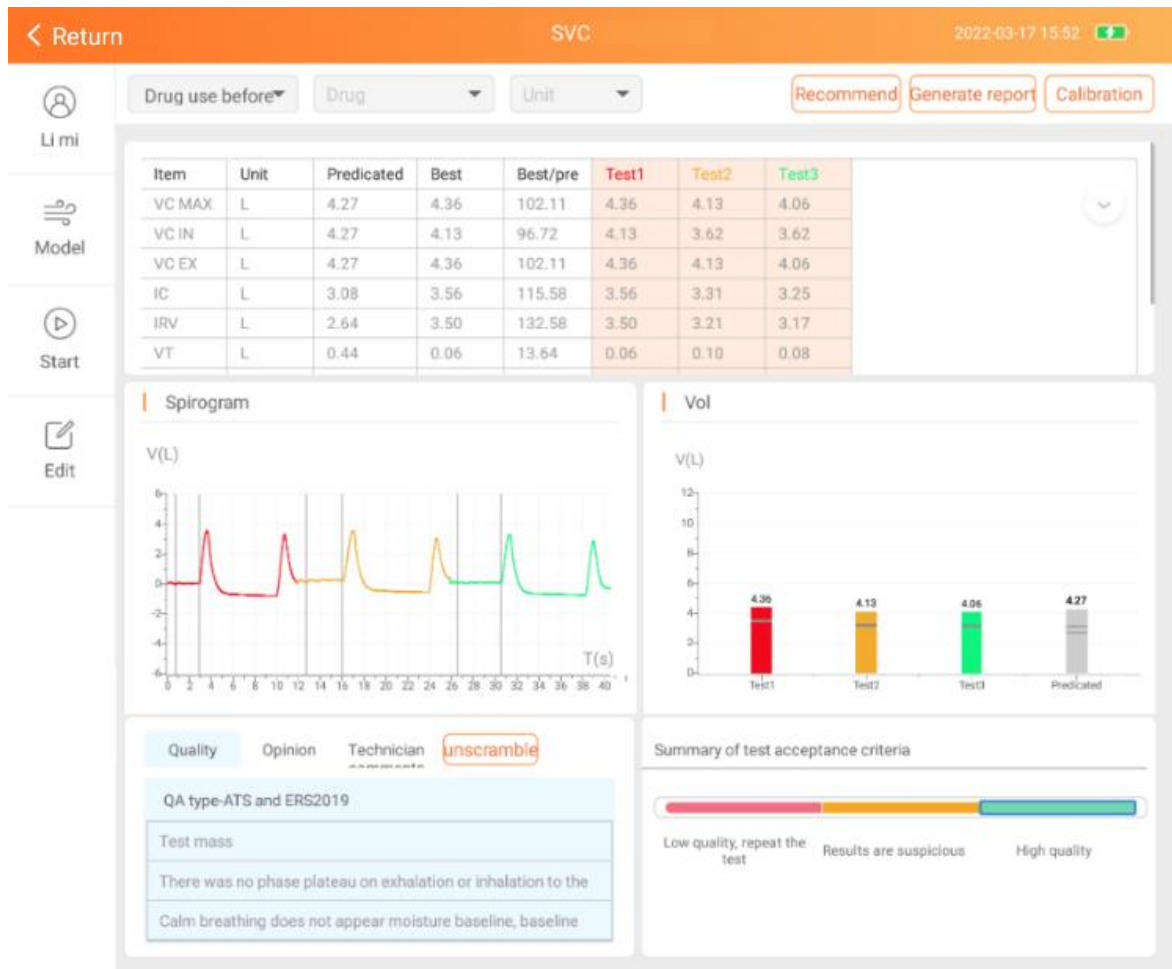 Return SVC 2022-03-17 15:52
Li mi
Model
Start
Edit
Drug use before Drug Unit Recommend Generate report Calibration
Item Unit Predicated Best Best/pre Test1 Test2 Test3
VC MAX L 4.27 4.36 102.11 4.36 4.13 4.06
VC IN L 4.27 4.13 96.72 4.13 3.62 3.62
VC EX L 4.27 4.36 102.11 4.36 4.13 4.06
IC L 3.08 3.56 115.58 3.56 3.31 3.25
IRV L 2.64 3.50 132.58 3.50 3.21 3.17
VT L 0.44 0.06 13.64 0.06 0.10 0.08
Spirogram
V(L)
6
4
2
0
-2
-4
-6
T(s)
0 2 4 6 8 10 12 14 16 18 20 22 24 26 28 30 32 34 36 38 40
Vol
V(L)
12
10
8
6
4
2
0
4.36 4.13 4.06 4.27
Test1 Test2 Test3 Predicated
Quality Opinion Technician comments unscramble
QA type-ATS and ERS2019
Test mass
There was no phase plateau on exhalation or inhalation to the
Calm breathing does not appear moisture baseline, baseline
Summary of test acceptance criteria
Low quality, repeat the
test
Results are suspicious
High quality